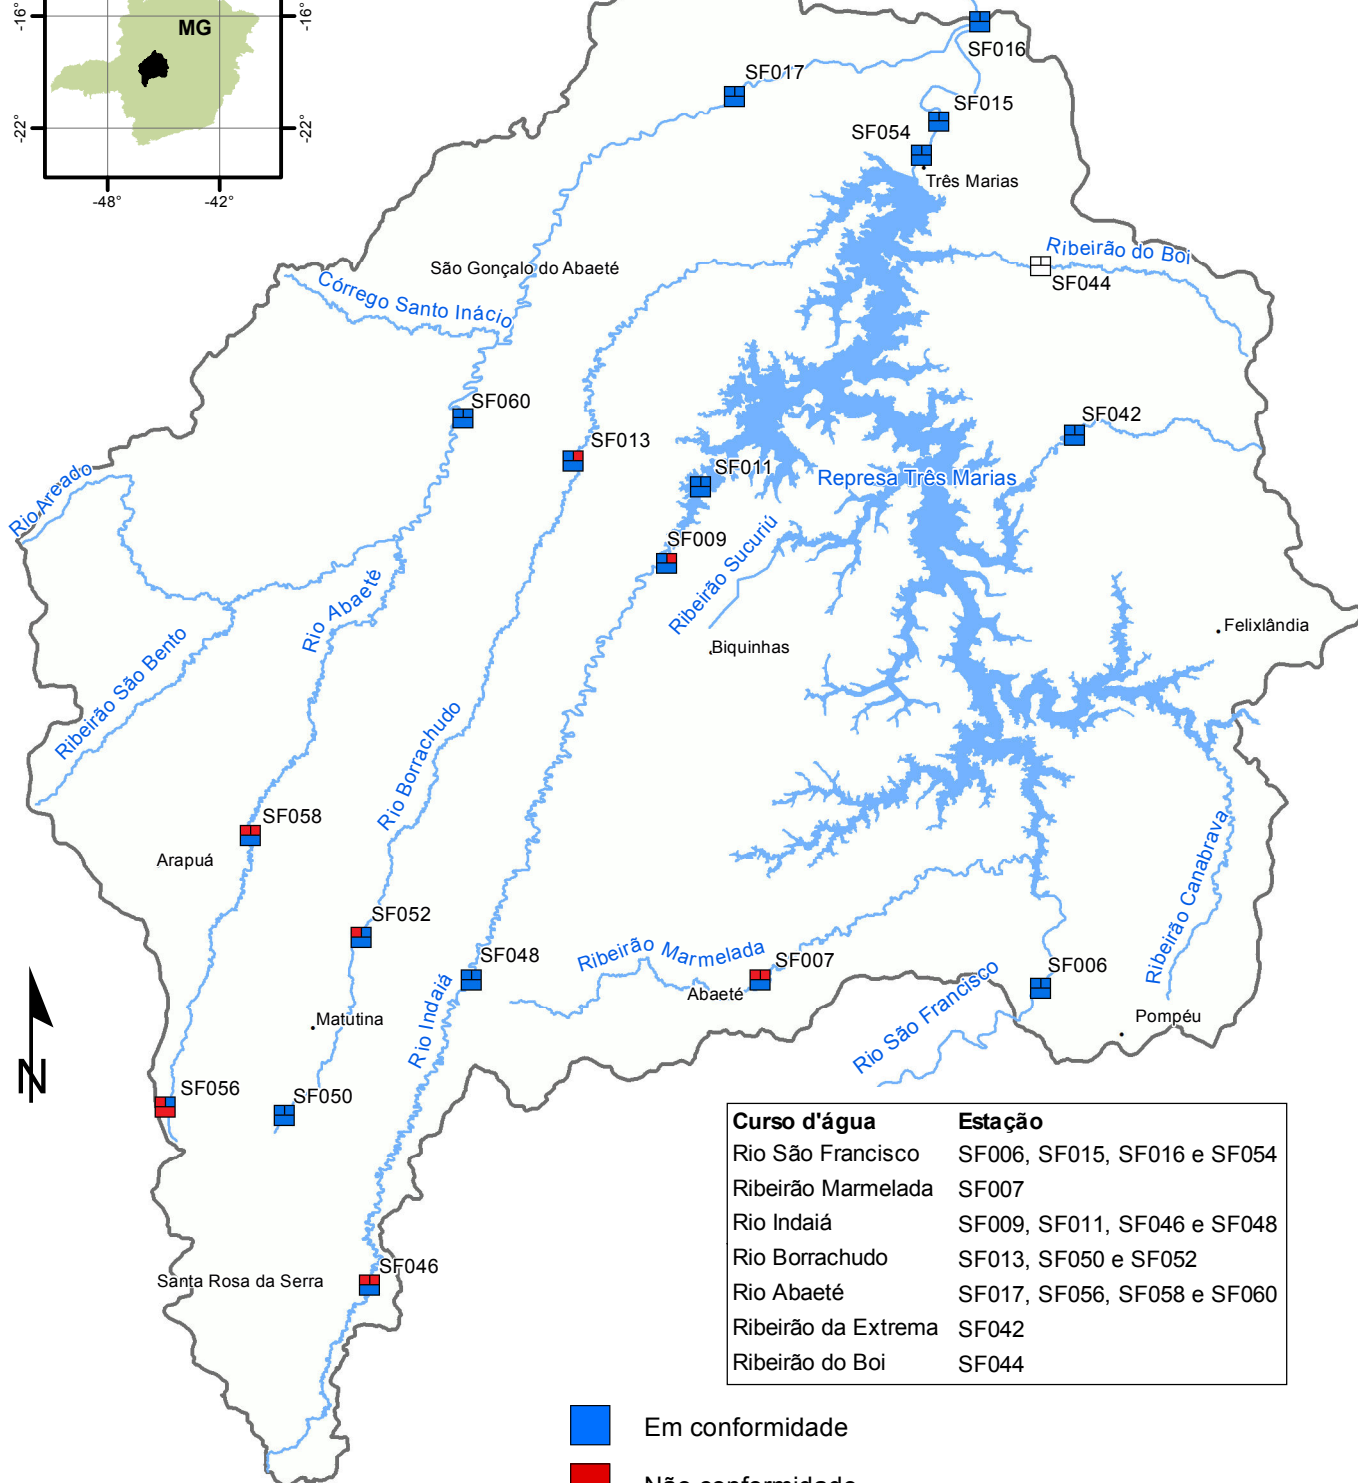 -16°
MG
-16°
-22°
-22°
-48°
-42°
SF016
SF017
SF015
SF054
Três Marias
Ribeirão do Boi
SF044
São Gonçalo do Abaeté
Córrego Santo Inácio
SF060
SF013
SF042
SF011
Represa Três Marias
Rio Areado
SF009
Ribeirão Sucuriú
Rio Abaeté
Felixlândia
Biquinhas
Ribeirão São Bento
Rio Borrachudo
SF058
Arapuá
Ribeirão Canabrava
SF052
SF048
Ribeirão Marmelada
SF007
Abaeté
SF006
Rio São Francisco
Pompéu
Matutina
Rio Indaiá
N
SF056
SF050
SF046
Santa Rosa da Serra
Curso d'água Estação
Rio São Francisco SF006, SF015, SF016 e SF054
Ribeirão Marmelada SF007
Rio Indaiá SF009, SF011, SF046 e SF048
Rio Borrachudo SF013, SF050 e SF052
Rio Abaeté SF017, SF056, SF058 e SF060
Ribeirão da Extrema SF042
Ribeirão do Boi SF044
Em conformidade
Não conformidade